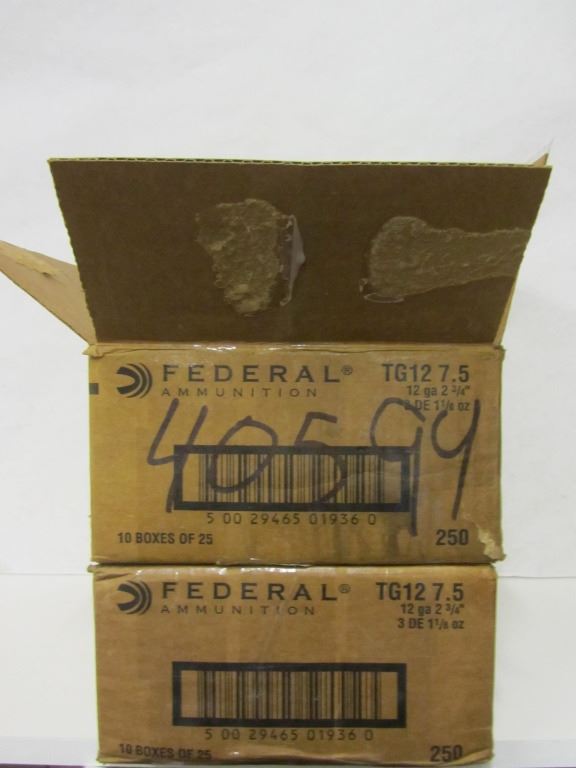 FEDERAL® TG12 7.5
AMMUNITION 12 ga 2 3/4"
3 DE 1 1/8 oz
40599
5 00 29465 01936 0
10 BOXES OF 25 250
FEDERAL® TG12 7.5
AMMUNITION 12 ga 2 3/4"
3 DE 1 1/8 oz
5 00 29465 01936 0
10 BOXES OF 25 250